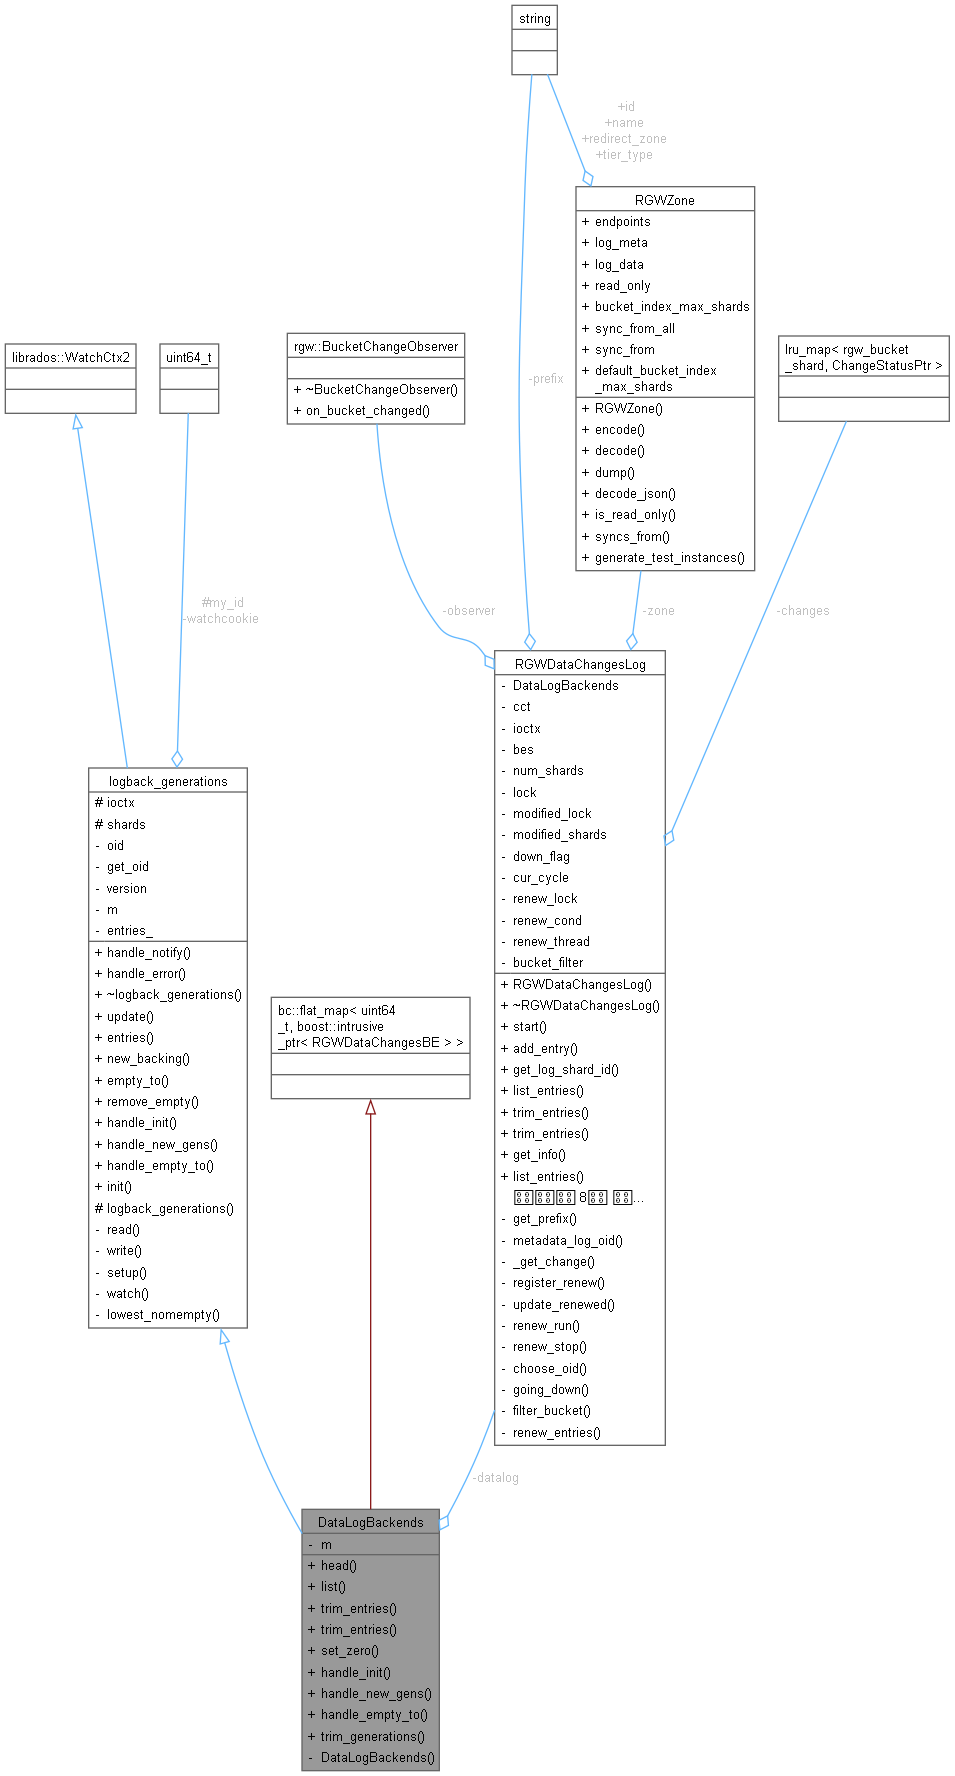 string
+id
+name
+redirect_zone
+tier_type
RGWZone
+ endpoints
+ log_meta
+ log_data
+ read_only
+ bucket_index_max_shards
+ sync_from_all
+ sync_from
+ default_bucket_index
_max_shards
+ RGWZone()
+ encode()
+ decode()
+ dump()
+ decode_json()
+ is_read_only()
+ syncs_from()
+ generate_test_instances()
librados::WatchCtx2
uint64_t
rgw::BucketChangeObserver
+ ~BucketChangeObserver()
+ on_bucket_changed()
-prefix
lru_map< rgw_bucket
_shard, ChangeStatusPtr >
#my_id
-watchcookie
-observer
-zone
-changes
RGWDataChangesLog
- DataLogBackends
- cct
- ioctx
- bes
- num_shards
- lock
- modified_lock
- modified_shards
- down_flag
- cur_cycle
- renew_lock
- renew_cond
- renew_thread
- bucket_filter
+ RGWDataChangesLog()
+ ~RGWDataChangesLog()
+ start()
+ add_entry()
+ get_log_shard_id()
+ list_entries()
+ trim_entries()
+ trim_entries()
+ get_info()
+ list_entries()
8 ...
- get_prefix()
- metadata_log_oid()
- _get_change()
- register_renew()
- update_renewed()
- renew_run()
- renew_stop()
- choose_oid()
- going_down()
- filter_bucket()
- renew_entries()
logback_generations
# ioctx
# shards
- oid
- get_oid
- version
- m
- entries_
+ handle_notify()
+ handle_error()
+ ~logback_generations()
+ update()
+ entries()
+ new_backing()
+ empty_to()
+ remove_empty()
+ handle_init()
+ handle_new_gens()
+ handle_empty_to()
+ init()
# logback_generations()
- read()
- write()
- setup()
- watch()
- lowest_nomempty()
bc::flat_map< uint64
_t, boost::intrusive
_ptr< RGWDataChangesBE > >
-datalog
DataLogBackends
- m
+ head()
+ list()
+ trim_entries()
+ trim_entries()
+ set_zero()
+ handle_init()
+ handle_new_gens()
+ handle_empty_to()
+ trim_generations()
- DataLogBackends()